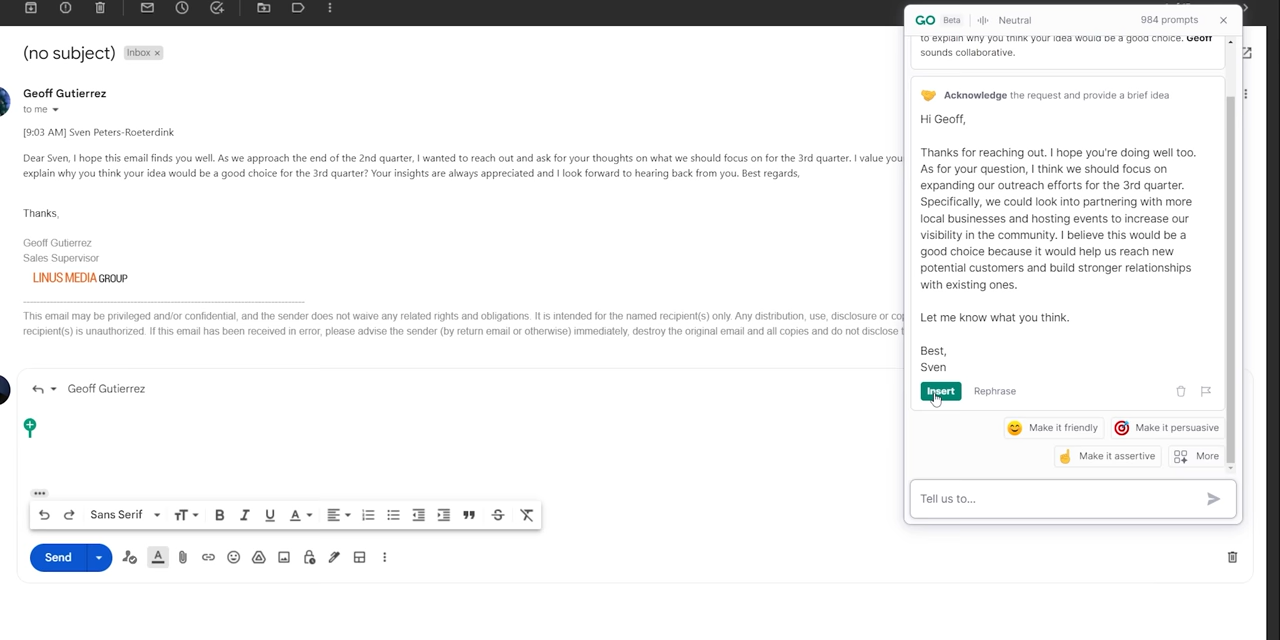 (no subject) Inbox ×
Geoff Gutierrez
to me
[9:03 AM] Sven Peters-Roeterdink
Dear Sven, I hope this email finds you well. As we approach the end of the 2nd quarter, I wanted to reach out and ask for your thoughts on what we should focus on for the 3rd quarter. I value you
explain why you think your idea would be a good choice for the 3rd quarter? Your insights are always appreciated and I look forward to hearing back from you. Best regards,
Thanks,
Geoff Gutierrez
Sales Supervisor
LINUS MEDIA GROUP
This email may be privileged and/or confidential, and the sender does not waive any related rights and obligations. It is intended for the named recipient(s) only. Any distribution, use, disclosure or cop
recipient(s) is unauthorized. If this email has been received in error, please advise the sender (by return email or otherwise) immediately, destroy the original email and all copies and do not disclose t
Geoff Gutierrez
Sans Serif
B I U A
Send
A
GO Beta Neutral 984 prompts
to explain why you think your idea would be a good choice. Geoff
sounds collaborative.
Acknowledge the request and provide a brief idea
Hi Geoff,
Thanks for reaching out. I hope you're doing well too.
As for your question, I think we should focus on
expanding our outreach efforts for the 3rd quarter.
Specifically, we could look into partnering with more
local businesses and hosting events to increase our
visibility in the community. I believe this would be a
good choice because it would help us reach new
potential customers and build stronger relationships
with existing ones.
Let me know what you think.
Best,
Sven
Insert Rephrase
Make it friendly Make it persuasive
Make it assertive More
Tell us to...